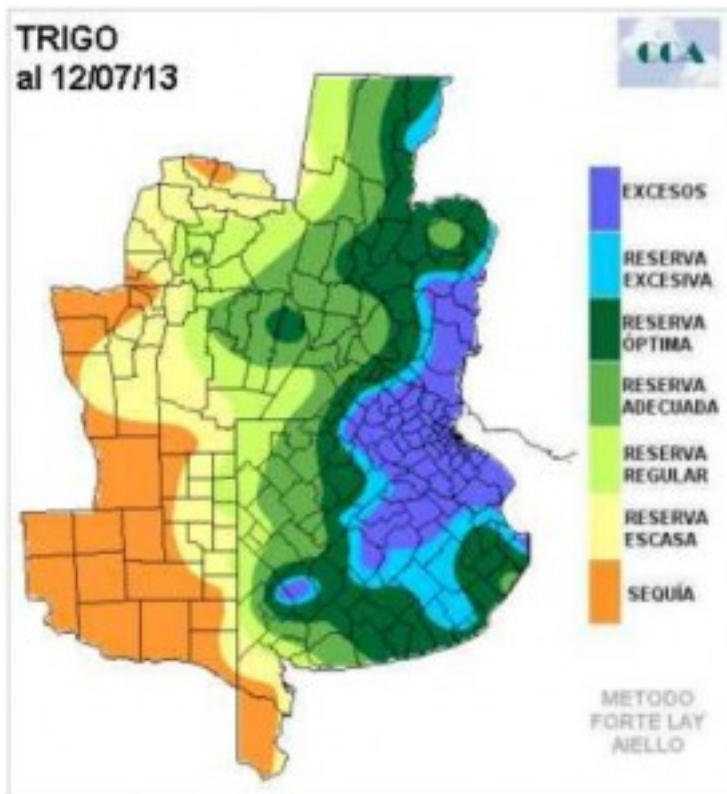 TRIGO
al 12/07/13
CCA
EXCESOS
RESERVA
EXCESIVA
RESERVA
ÓPTIMA
RESERVA
ADECUADA
RESERVA
REGULAR
RESERVA
ESCASA
SEQUÍA
METODO
FORTE LAY
AIELLO